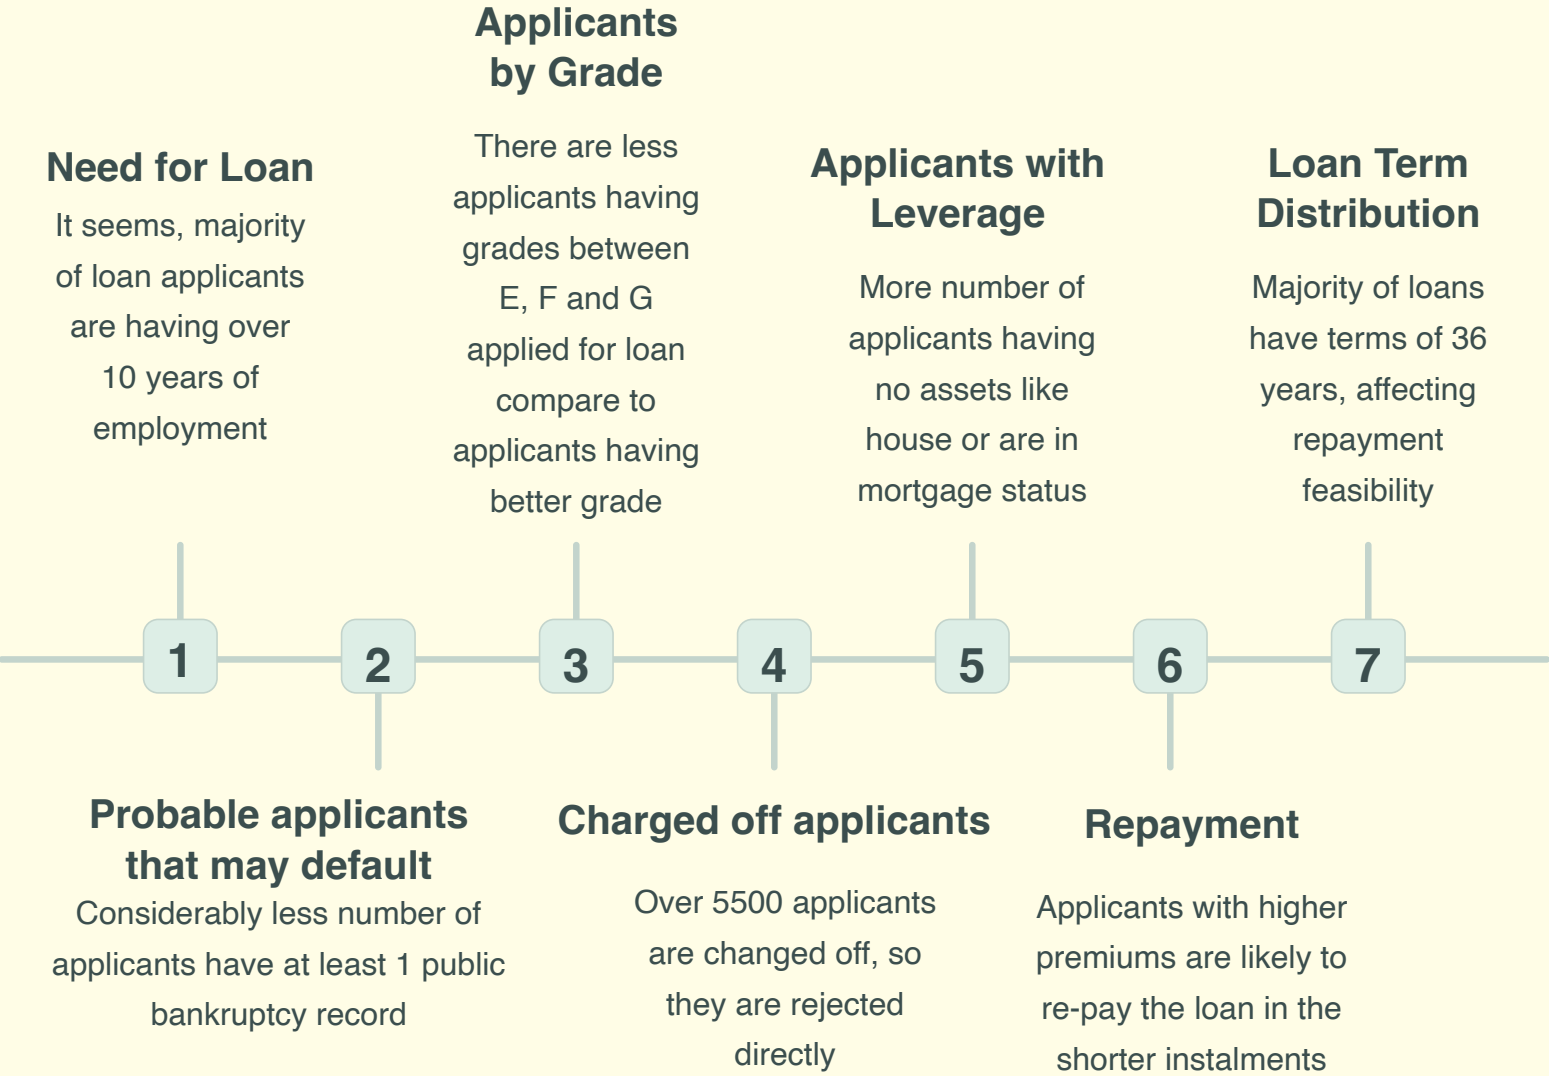 Need for Loan
It seems, majority
of loan applicants
are having over
10 years of
employment
Applicants
by Grade
There are less
applicants having
grades between
E, F and G
applied for loan
compare to
applicants having
better grade
Applicants with
Leverage
More number of
applicants having
no assets like
house or are in
mortgage status
Loan Term
Distribution
Majority of loans
have terms of 36
years, affecting
repayment
feasibility
1
2
3
4
5
6
7
Probable applicants
that may default
Considerably less number of
applicants have at least 1 public
bankruptcy record
Charged off applicants
Over 5500 applicants
are changed off, so
they are rejected
directly
Repayment
Applicants with higher
premiums are likely to
re-pay the loan in the
shorter instalments